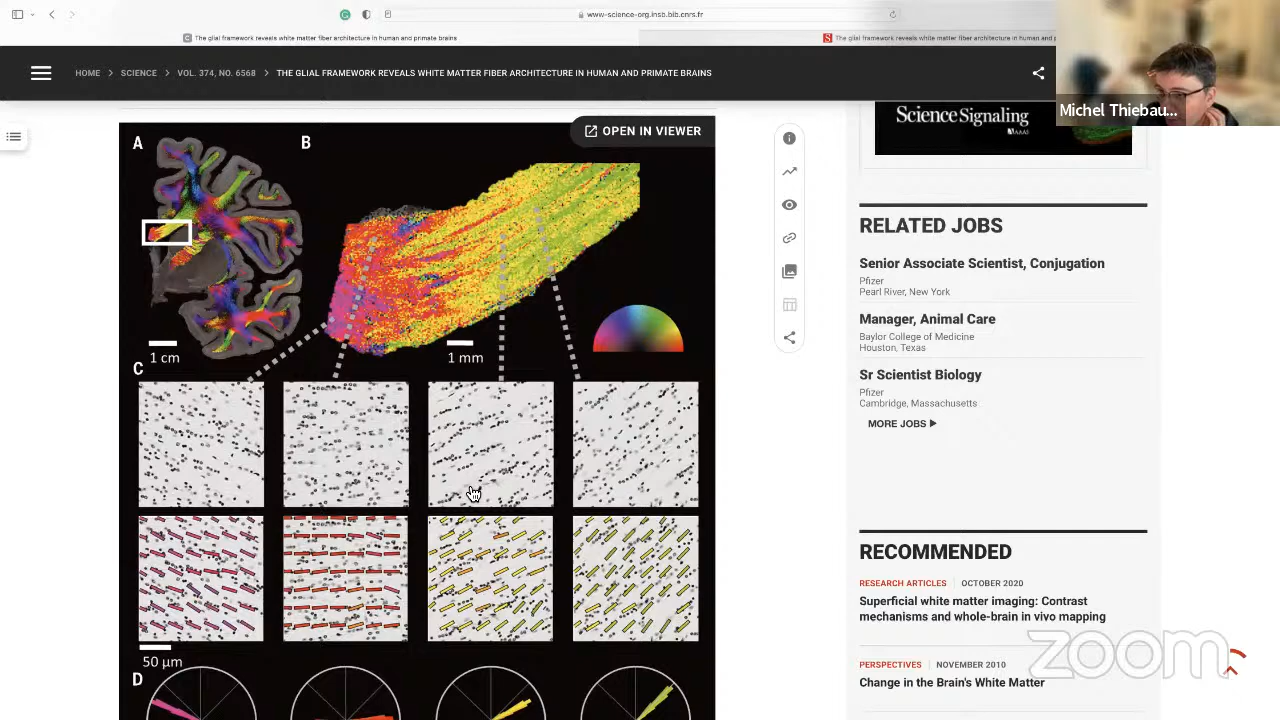 www-science-org.insb.bib.cnrs.fr
The glial framework reveals white matter fiber architecture in human and primate brains
The glial framework reveals white matter fiber architecture in human and p
HOME > SCIENCE > VOL. 374, NO. 6568 > THE GLIAL FRAMEWORK REVEALS WHITE MATTER FIBER ARCHITECTURE IN HUMAN AND PRIMATE BRAINS
Michel Thiebau...
OPEN IN VIEWER
A
B
1 cm
1 mm
C
50 µm
D
Science Signaling
AAAS
RELATED JOBS
Senior Associate Scientist, Conjugation
Pfizer
Pearl River, New York
Manager, Animal Care
Baylor College of Medicine
Houston, Texas
Sr Scientist Biology
Pfizer
Cambridge, Massachusetts
MORE JOBS ▶
RECOMMENDED
RESEARCH ARTICLES | OCTOBER 2020
Superficial white matter imaging: Contrast
mechanisms and whole-brain in vivo mapping
PERSPECTIVES | NOVEMBER 2010
Change in the Brain's White Matter
zoom